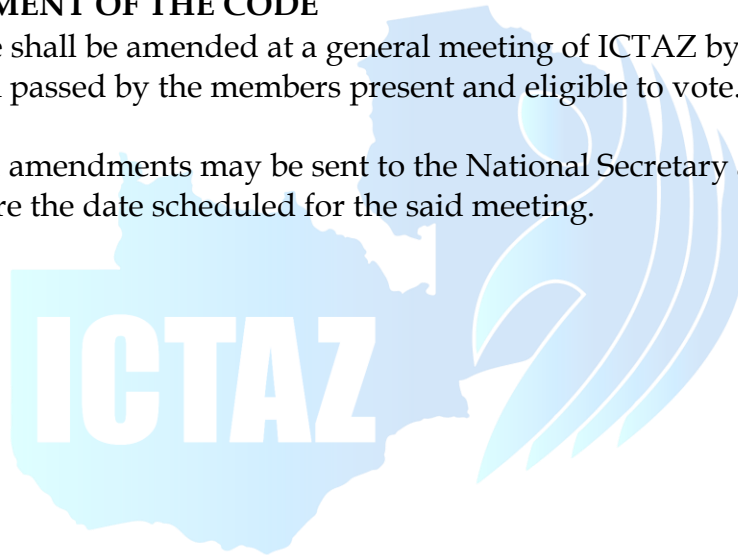 MENT OF THE CODE
shall be amended at a general meeting of ICTAZ by
passed by the members present and eligible to vote.
amendments may be sent to the National Secretary
the date scheduled for the said meeting.
ICTAZ